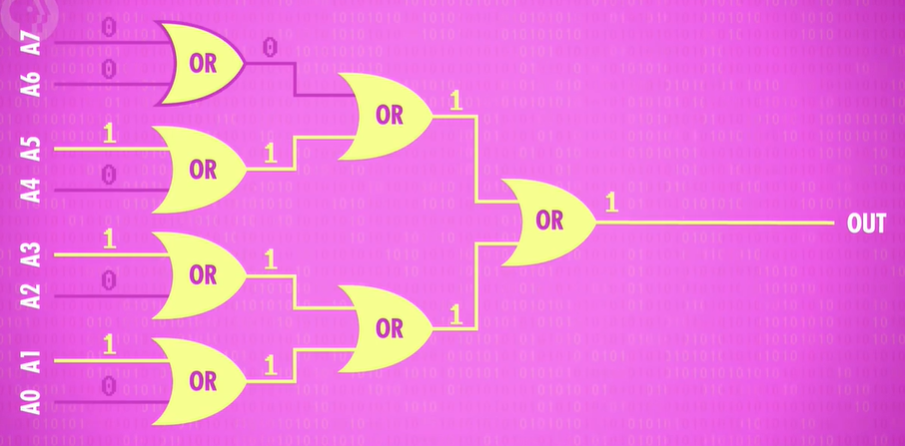 A7 0
OR 0
A6 0
OR 1
A5 1
OR 1
A4 0
OR 1 OUT
A3 1
OR 1
A2 0
OR 1
A1 1
OR 1
A0 0